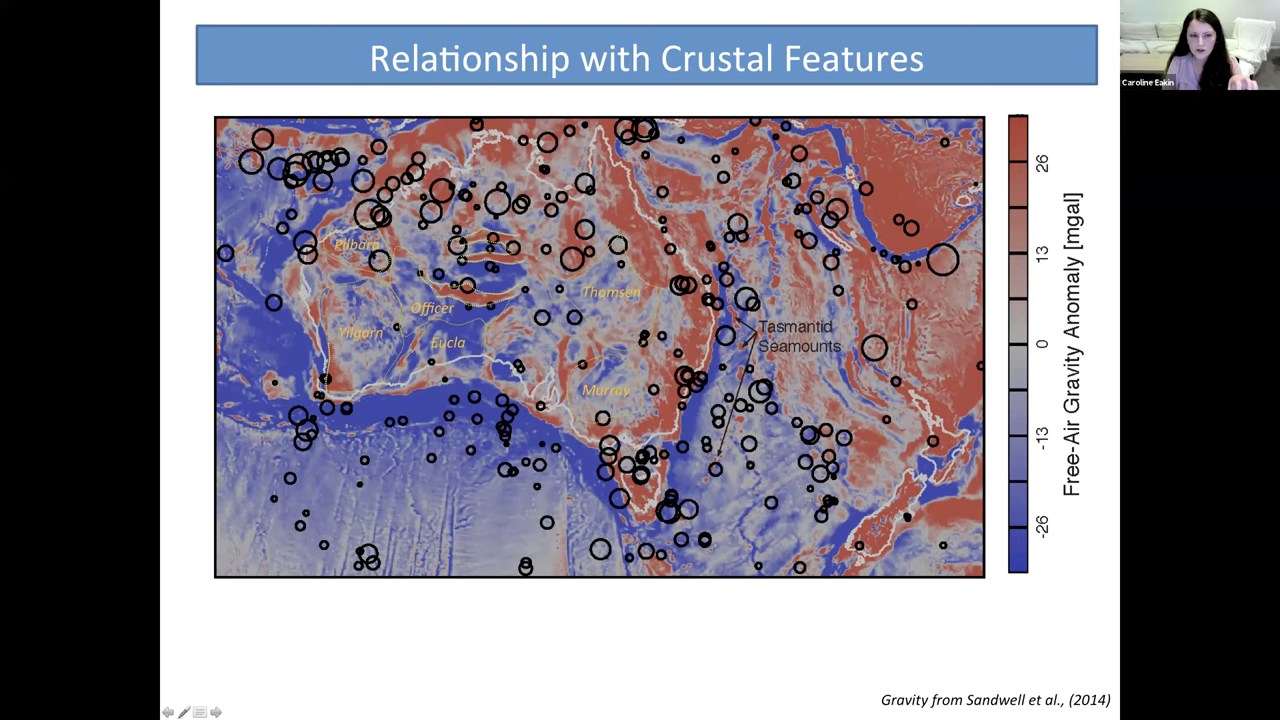 Relationship with Crustal Features
Caroline Eakin
Pilbara
Thomson
Officer
Yilgarn
Eucla
Murray
Tasmantid
Seamounts
26
13
0
-13
-26
Free-Air Gravity Anomaly [mgal]
Gravity from Sandwell et al., (2014)